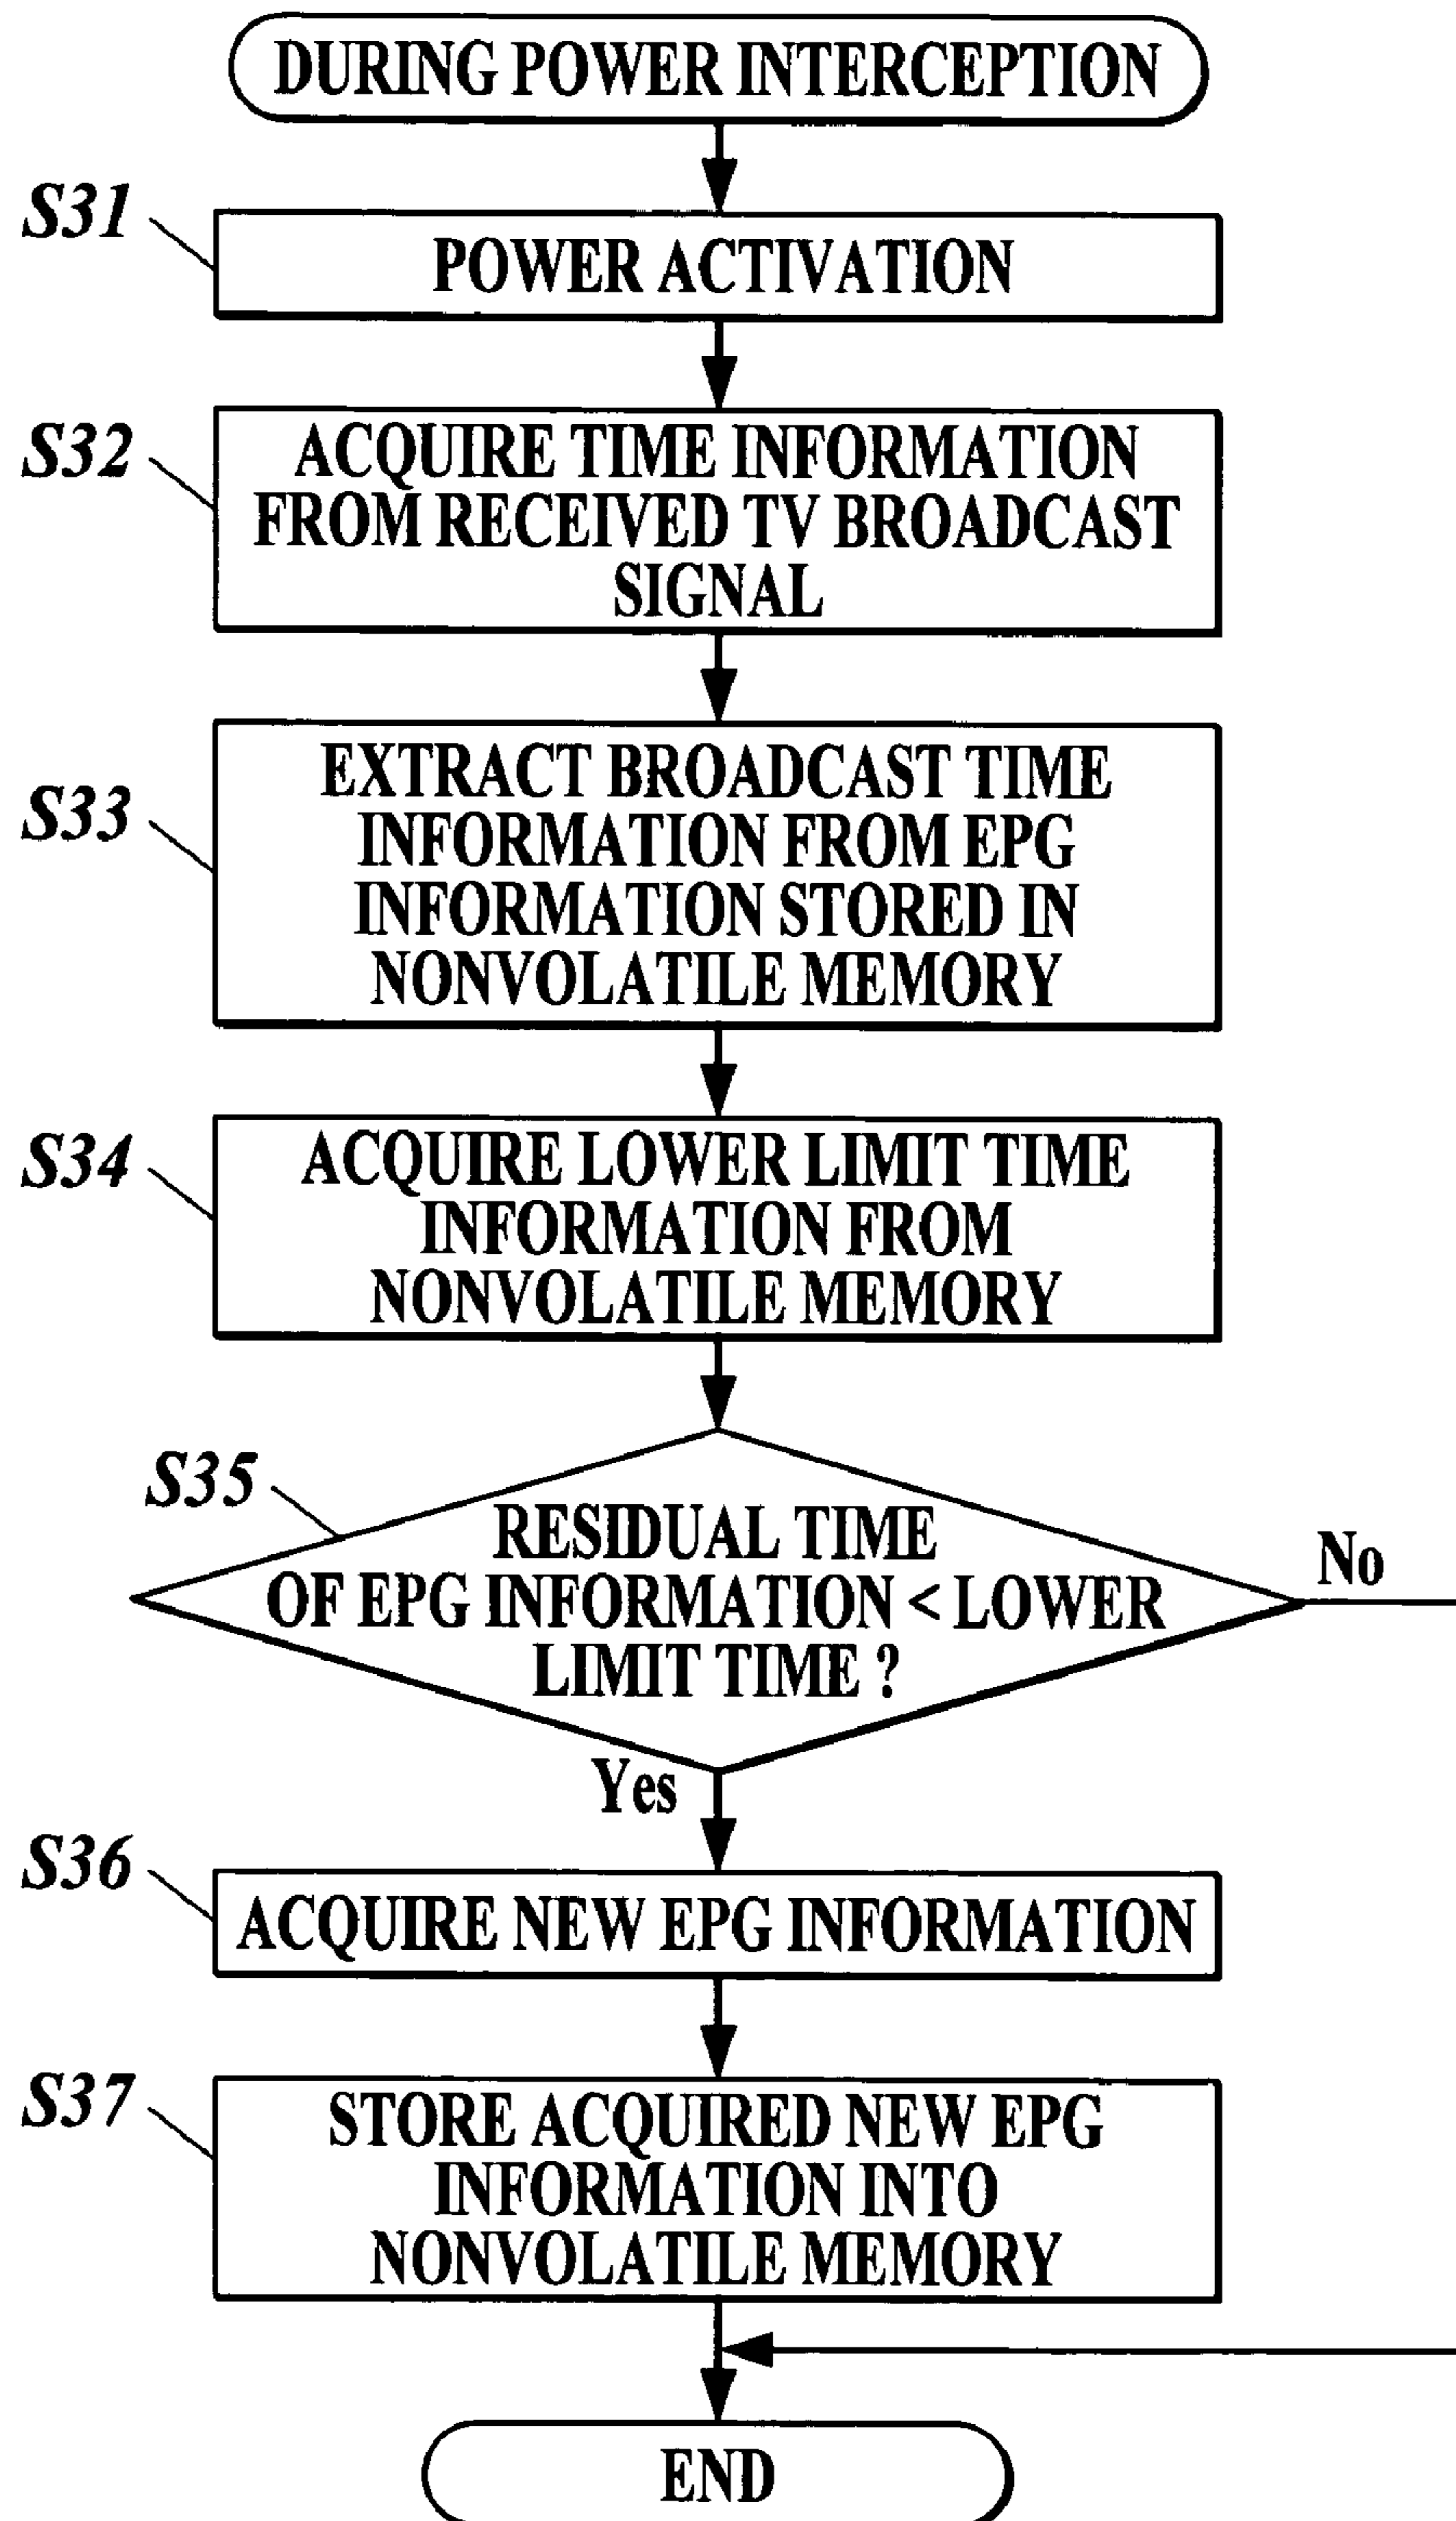 DURING POWER INTERCEPTION
S31
POWER ACTIVATION
S32
ACQUIRE TIME INFORMATION
FROM RECEIVED TV BROADCAST
SIGNAL
S33
EXTRACT BROADCAST TIME
INFORMATION FROM EPG
INFORMATION STORED IN
NONVOLATILE MEMORY
S34
ACQUIRE LOWER LIMIT TIME
INFORMATION FROM
NONVOLATILE MEMORY
S35
RESIDUAL TIME
OF EPG INFORMATION < LOWER
LIMIT TIME ?
No
Yes
S36
ACQUIRE NEW EPG INFORMATION
S37
STORE ACQUIRED NEW EPG
INFORMATION INTO
NONVOLATILE MEMORY
END